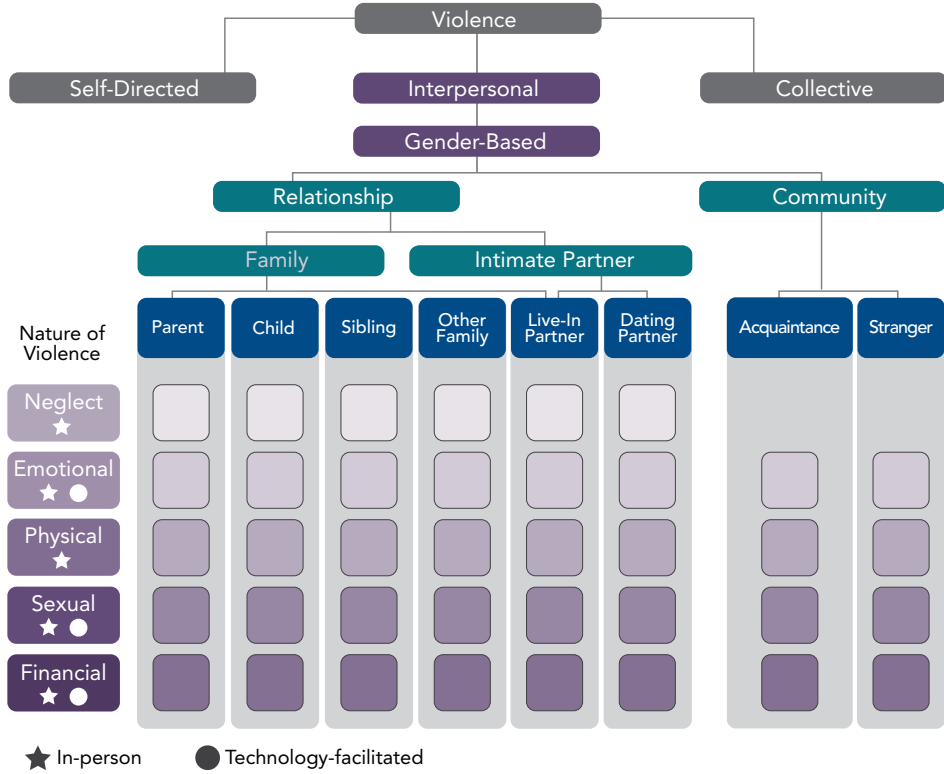 Violence
Self-Directed
Interpersonal
Collective
Gender-Based
Relationship
Community
Family
Intimate Partner
Nature of
Violence
Parent
Child
Sibling
Other
Family
Live-In
Partner
Dating
Partner
Acquaintance
Stranger
Neglect
Emotional
Physical
Sexual
Financial
In-person
Technology-facilitated